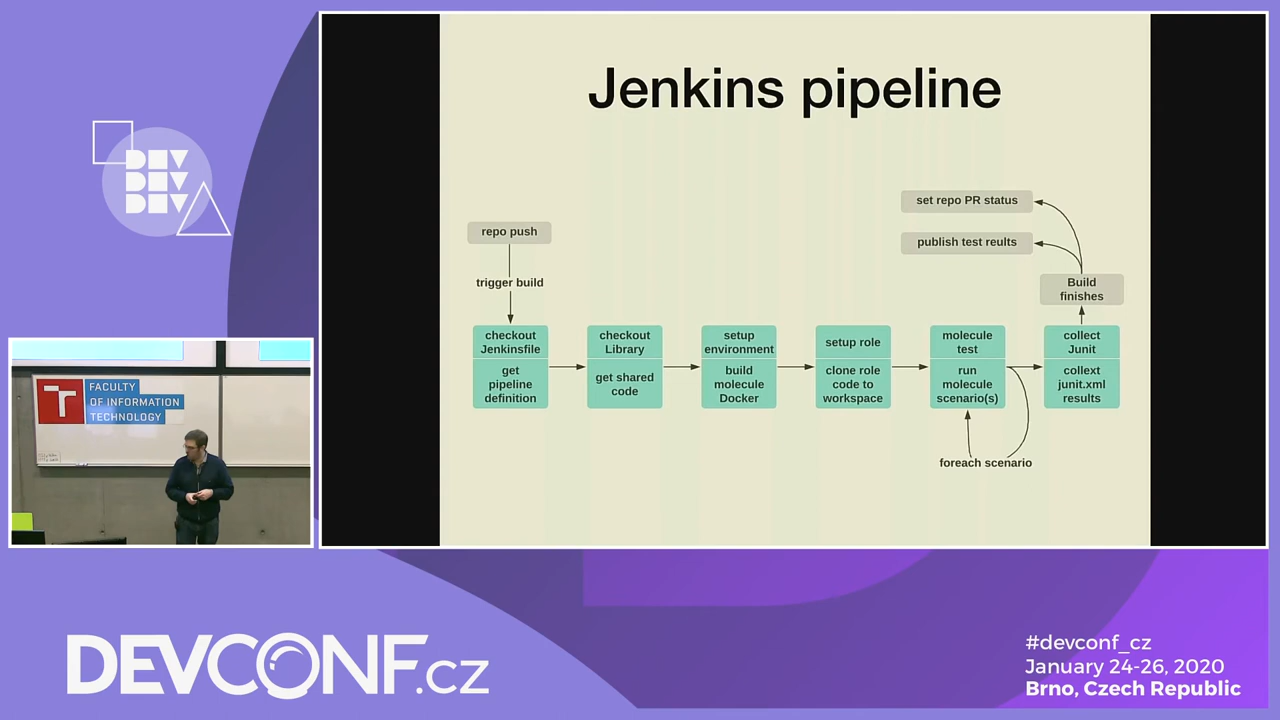 Jenkins pipeline
set repo PR status
repo push
publish test reults
trigger build
Build
finishes
checkout
Jenkinsfile
get
pipeline
definition
checkout
Library
get shared
code
setup
environment
build
molecule
Docker
setup role
clone role
code to
workspace
molecule
test
run
molecule
scenario(s)
collect
Junit
collext
junit.xml
results
foreach scenario
DEV
DEV
DEV
FACULTY
OF INFORMATION
TECHNOLOGY
DEVCONF.cz
#devconf_cz
January 24-26, 2020
Brno, Czech Republic